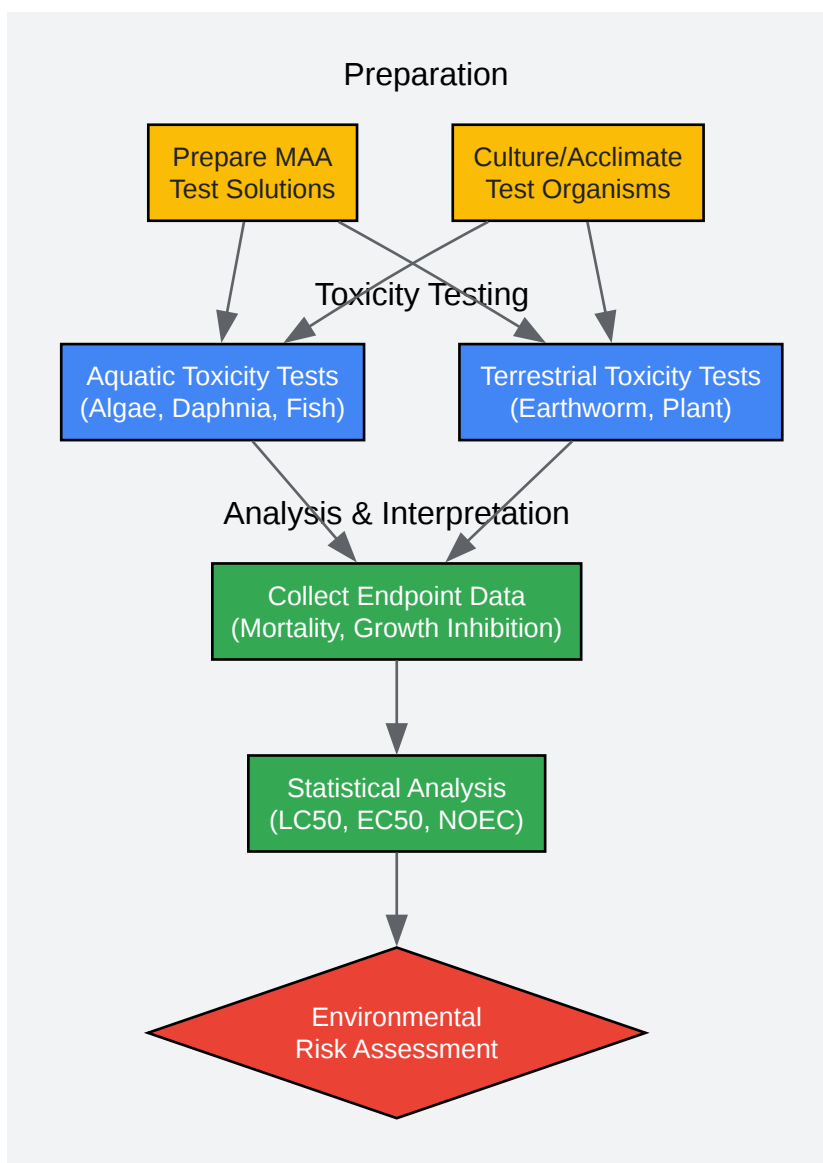 Preparation
Prepare MAA
Test Solutions
Culture/Acclimate
Test Organisms
Toxicity Testing
Aquatic Toxicity Tests
(Algae, Daphnia, Fish)
Terrestrial Toxicity Tests
(Earthworm, Plant)
Analysis & Interpretation
Collect Endpoint Data
(Mortality, Growth Inhibition)
Statistical Analysis
(LC50, EC50, NOEC)
Environmental
Risk Assessment